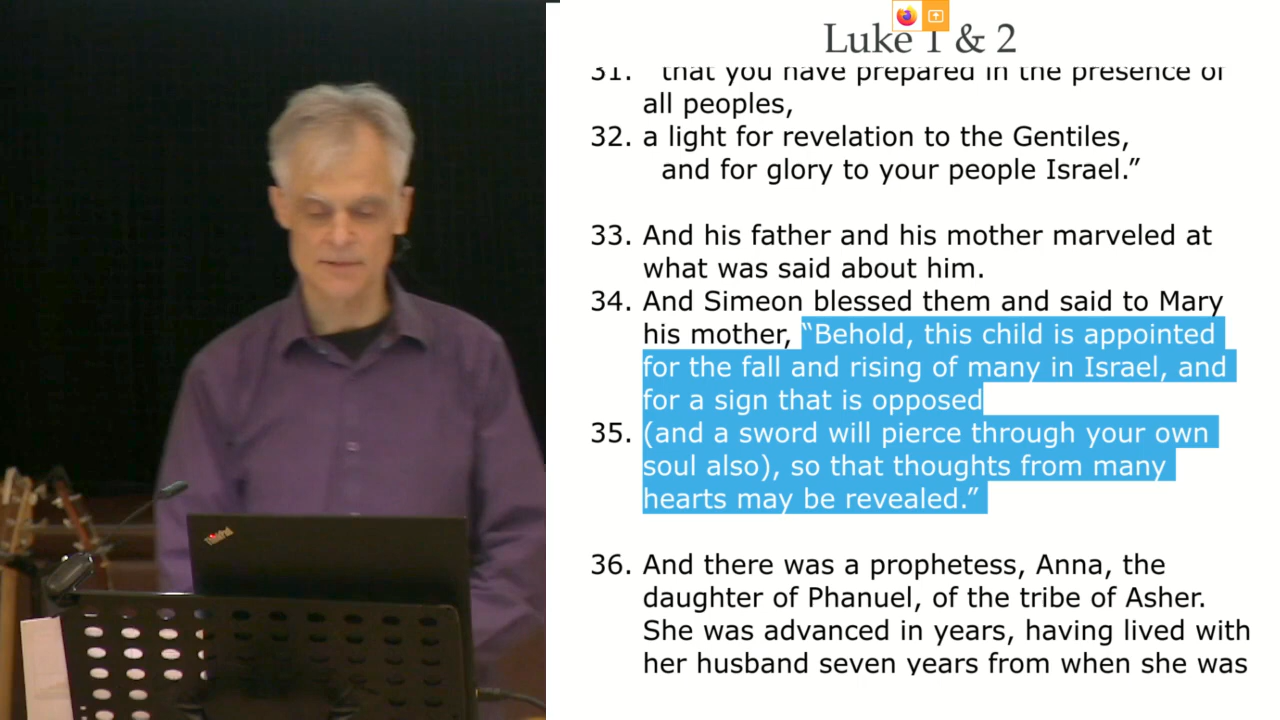 Luke 1 & 2
31. that you have prepared in the presence of
all peoples,
32. a light for revelation to the Gentiles,
and for glory to your people Israel.”
33. And his father and his mother marveled at
what was said about him.
34. And Simeon blessed them and said to Mary
his mother, “Behold, this child is appointed
for the fall and rising of many in Israel, and
for a sign that is opposed
35. (and a sword will pierce through your own
soul also), so that thoughts from many
hearts may be revealed.”
36. And there was a prophetess, Anna, the
daughter of Phanuel, of the tribe of Asher.
She was advanced in years, having lived with
her husband seven years from when she was
ThinkPad